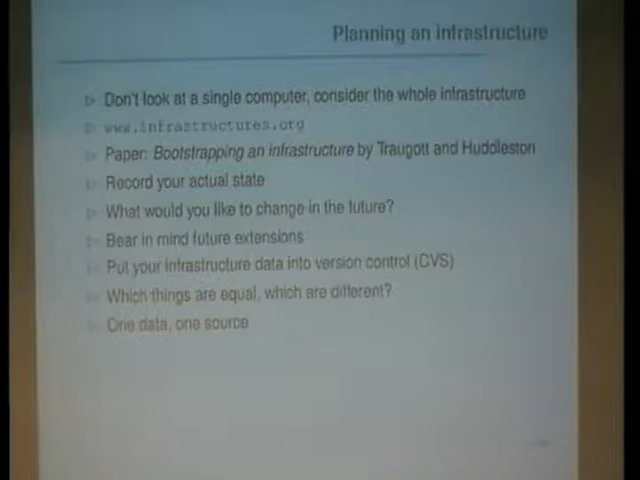 Planning an infrastructure
Don't look at a single computer, consider the whole infrastructure
www.infrastructures.org
Paper: Bootstrapping an infrastructure by Traugott and Huddleston
Record your actual state
What would you like to change in the future?
Bear in mind future extensions
Put your infrastructure data into version control (CVS)
Which things are equal, which are different?
One data, one source